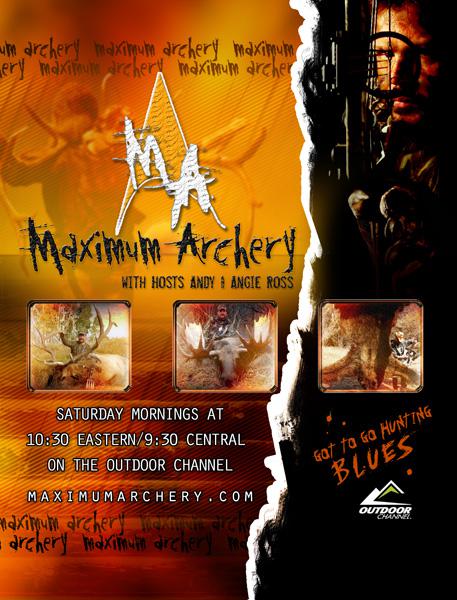 um archery maximum archery maximum
ery maximum archery maximum archer
MA
Maximum Archery
WITH HOSTS ANDY & ANGIE ROSS
SATURDAY MORNINGS AT
10:30 EASTERN/9:30 CENTRAL
ON THE OUTDOOR CHANNEL
MAXIMUMARCHERY.COM
GOT TO GO HUNTING
BLUES
OUTDOOR
CHANNEL
maximum archery maximum archery
archery maximum archery maxim